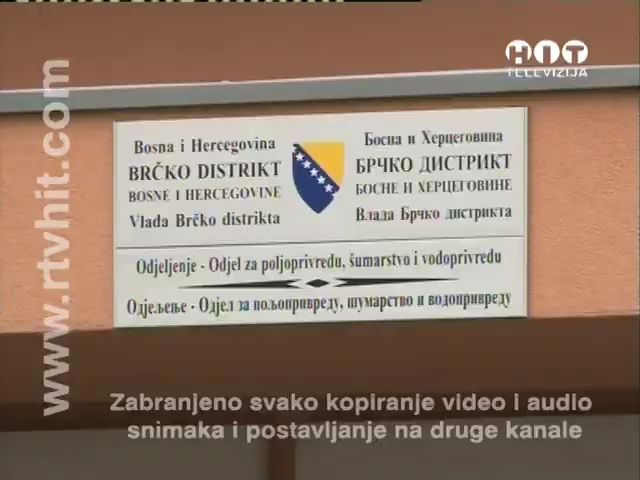 HIT
TELEVIZIJA
www.rtvhit.com
Bosna i Hercegovina
BRČKO DISTRIKT
BOSNE I HERCEGOVINE
Vlada Brčko distrikta
Босна и Херцеговина
БРЧКО ДИСТРИКТ
БОСНЕ И ХЕРЦЕГОВИНЕ
Влада Брчко дистрикта
Odjeljenje - Odjel za poljoprivredu, šumarstvo i vodoprivredu
Одјељење - Одјел за пољопривреду, шумарство и водопривреду
Zabranjeno svako kopiranje video i audio
snimaka i postavljanje na druge kanale